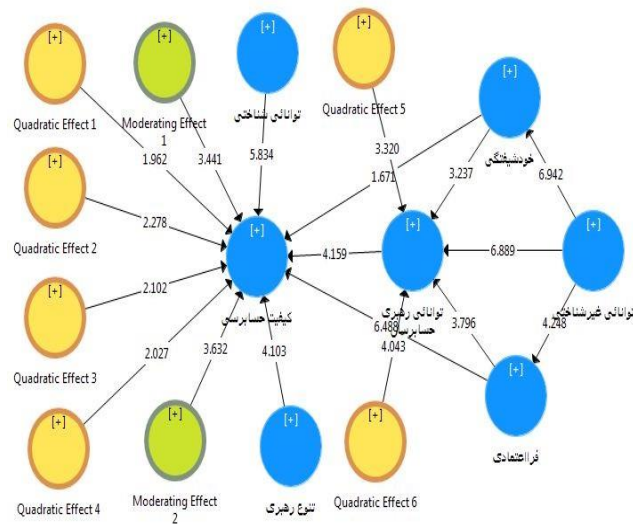 [+]
[+]
[+]
[+]
[+]
Quadratic Effect 1
Moderating Effect
1
توانائی شناختی
Quadratic Effect 5
خودشیفتگی
1.962
3.441
5.834
3.320
1.671
3.237
6.942
[+]
[+]
[+]
[+]
Quadratic Effect 2
2.278
4.159
6.889
کیفیت حسابرسی
توانائی رهبری
حسابرسان
توانائی غیرشناختی
[+]
Quadratic Effect 3
2.102
2.027
3.632
4.103
6.488
4.043
3.796
4.248
[+]
[+]
[+]
[+]
[+]
[+]
Quadratic Effect 4
Moderating Effect
2
تنوع رهبری
Quadratic Effect 6
فرااعتمادی